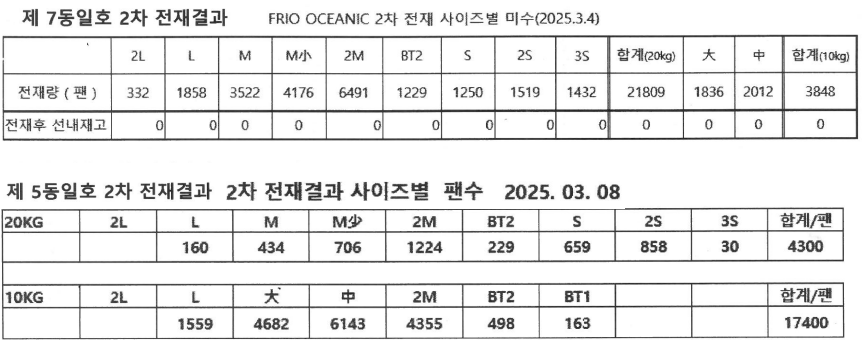 제 7동일호 2차 전재결과 FRIO OCEANIC 2차 전재 사이즈별 미수(2025.3.4)
2L L M M小 2M BT2 S 2S 3S 합계(20kg) 大 中 합계(10kg)
전재량 ( 팬 ) 332 1858 3522 4176 6491 1229 1250 1519 1432 21809 1836 2012 3848
전재후 선내재고 0 0 0 0 0 0 0 0 0 0 0 0 0
제 5동일호 2차 전재결과 2차 전재결과 사이즈별 팬수 2025. 03. 08
20KG 2L L M M少 2M BT2 S 2S 3S 합계/팬
160 434 706 1224 229 659 858 30 4300
10KG 2L L 大 中 2M BT2 BT1 합계/팬
1559 4682 6143 4355 498 163 17400